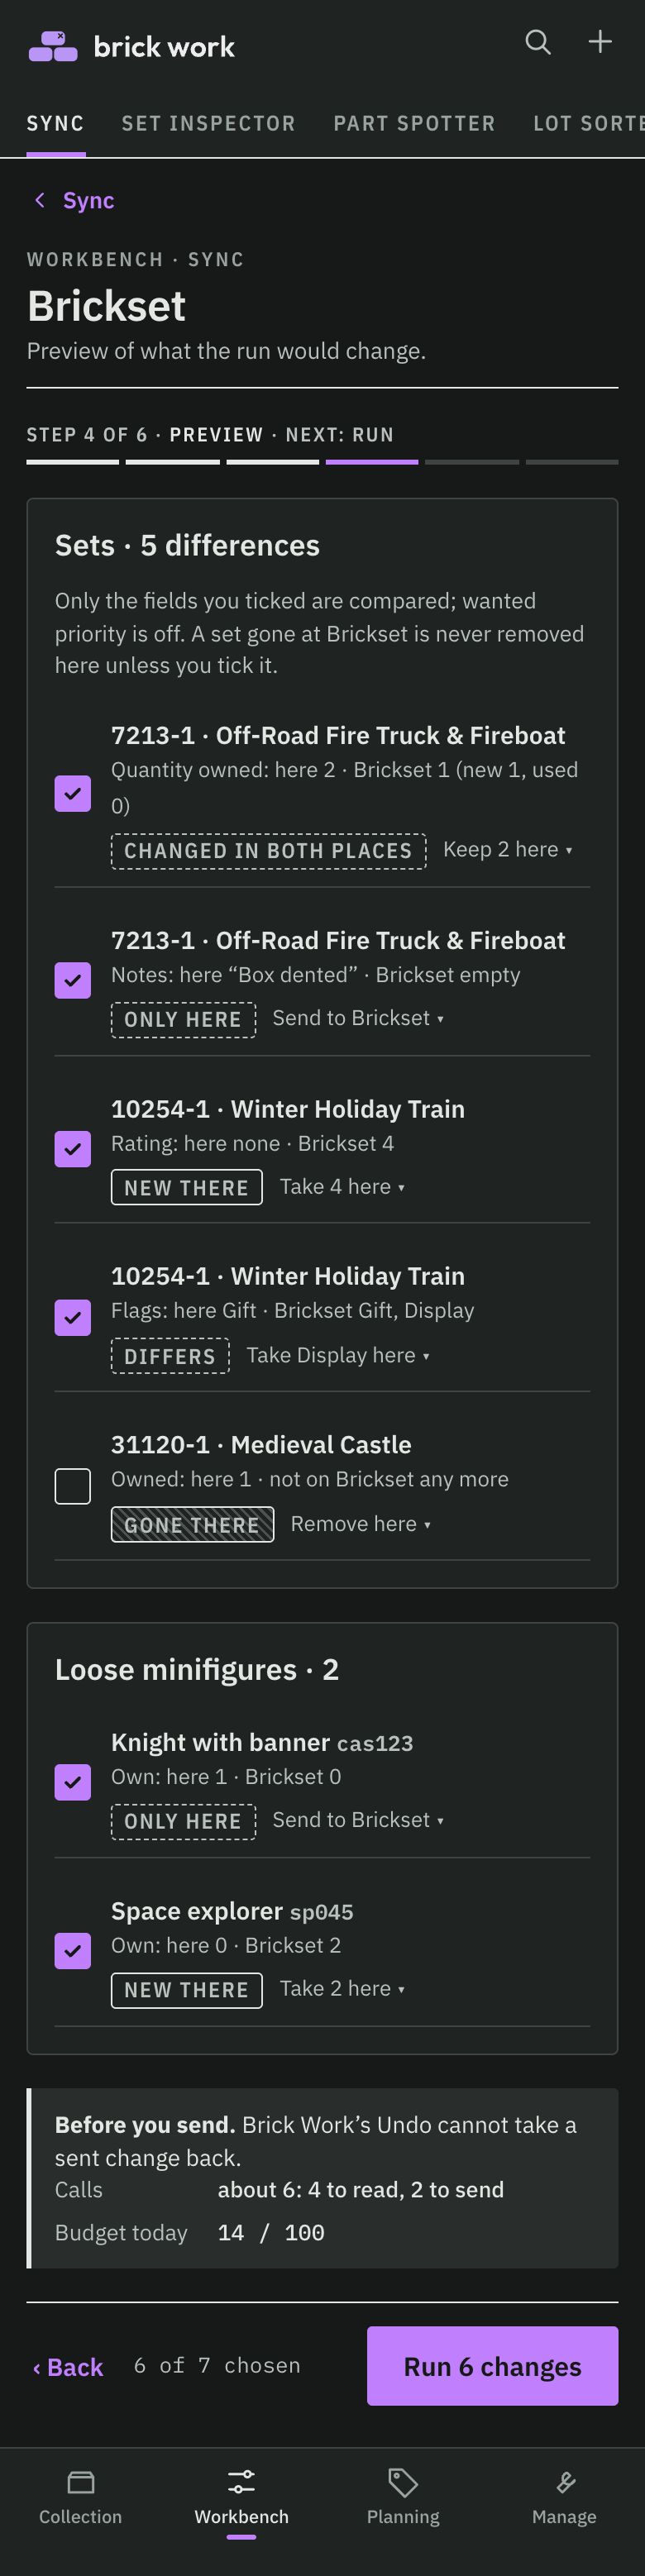 brick work
SYNC SET INSPECTOR PART SPOTTER LOT SORTE
‹ Sync
WORKBENCH · SYNC
Brickset
Preview of what the run would change.
STEP 4 OF 6 · PREVIEW · NEXT: RUN
Sets · 5 differences
Only the fields you ticked are compared; wanted
priority is off. A set gone at Brickset is never removed
here unless you tick it.
7213-1 · Off-Road Fire Truck & Fireboat
Quantity owned: here 2 · Brickset 1 (new 1, used
0)
CHANGED IN BOTH PLACES Keep 2 here ▾
7213-1 · Off-Road Fire Truck & Fireboat
Notes: here “Box dented” · Brickset empty
ONLY HERE Send to Brickset ▾
10254-1 · Winter Holiday Train
Rating: here none · Brickset 4
NEW THERE Take 4 here ▾
10254-1 · Winter Holiday Train
Flags: here Gift · Brickset Gift, Display
DIFFERS Take Display here ▾
31120-1 · Medieval Castle
Owned: here 1 · not on Brickset any more
GONE THERE Remove here ▾
Loose minifigures · 2
Knight with banner cas123
Own: here 1 · Brickset 0
ONLY HERE Send to Brickset ▾
Space explorer sp045
Own: here 0 · Brickset 2
NEW THERE Take 2 here ▾
Before you send. Brick Work’s Undo cannot take a
sent change back.
Calls about 6: 4 to read, 2 to send
Budget today 14 / 100
‹ Back 6 of 7 chosen Run 6 changes
Collection Workbench Planning Manage